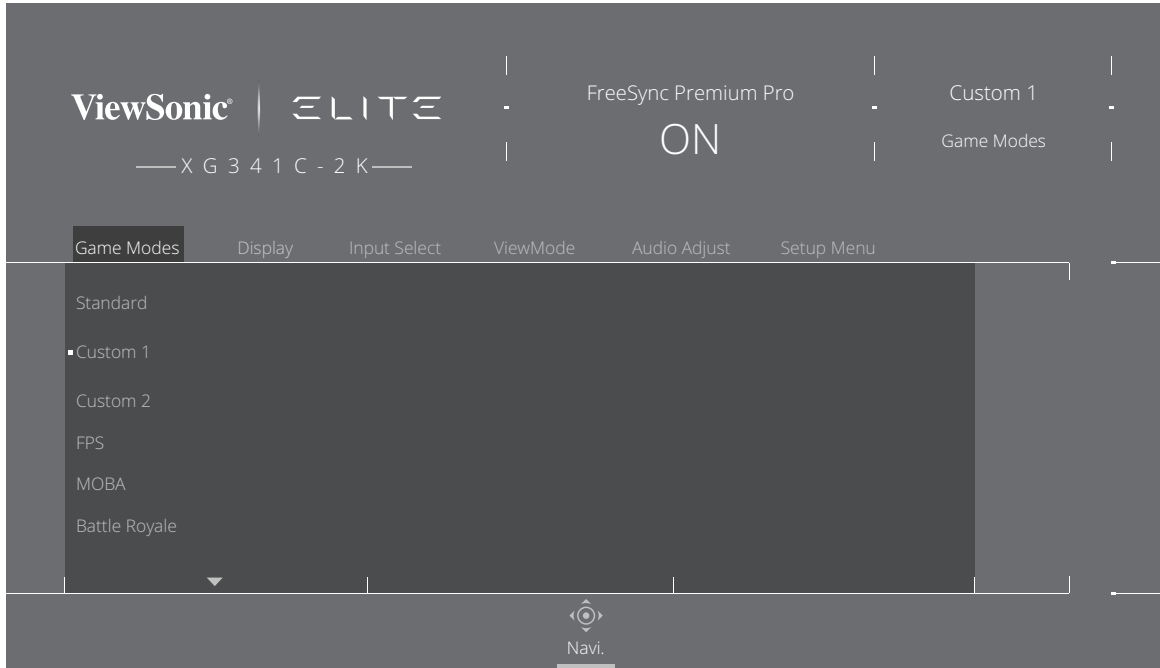 ViewSonic® ELITE
XG341C-2K
FreeSync Premium Pro
ON
Custom 1
Game Modes
Game Modes Display Input Select ViewMode Audio Adjust Setup Menu
Standard
Custom 1
Custom 2
FPS
MOBA
Battle Royale
Navi.